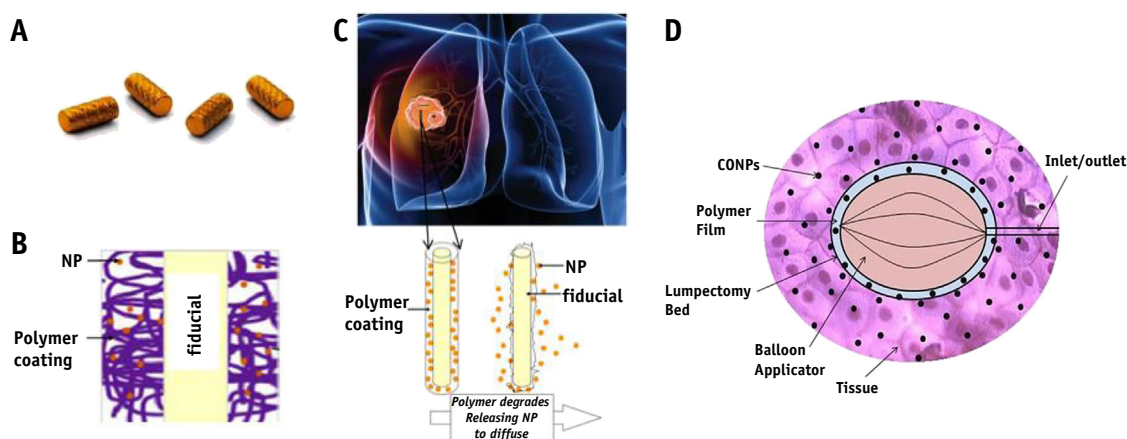 A
B
NP
Polymer
coating
fiducial
C
Polymer
coating
NP
fiducial
Polymer degrades
Releasing NP
to diffuse
D
CONPs
Inlet/outlet
Polymer
Film
Lumpectomy
Bed
Balloon
Applicator
Tissue